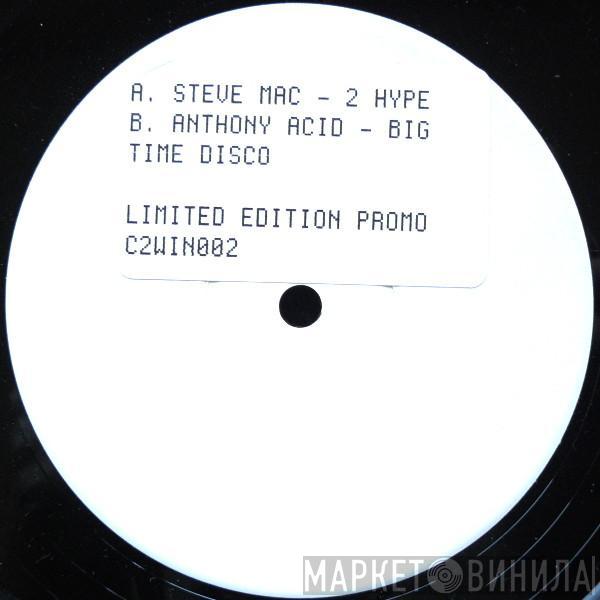 A. STEVE MAC - 2 HYPE
B. ANTHONY ACID - BIG
TIME DISCO
LIMITED EDITION PROMO
C2WIN002
МАРКЕТ ВИНИЛА